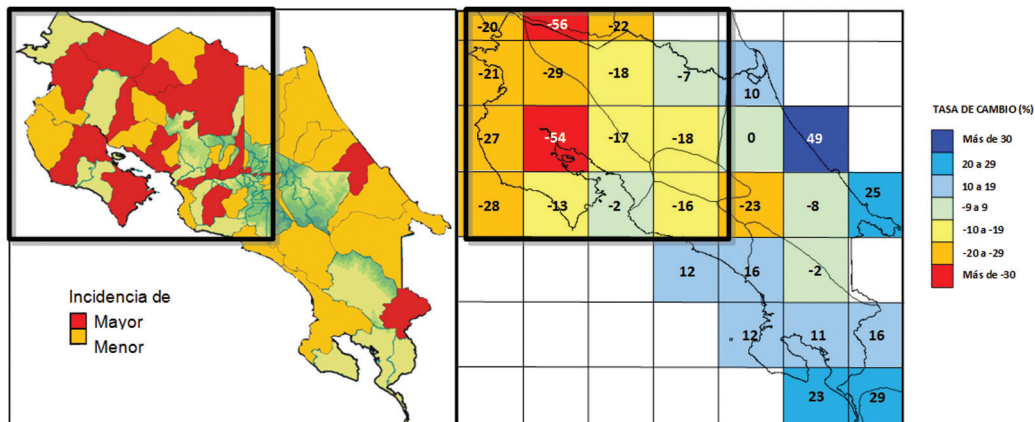 Incidencia de
Mayor
Menor
-20 -56 -22
-21 -29 -18 -7 10
-27 -54 -17 -18 0 49
-28 -13 -2 -16 -23 -8 25
12 16 -2
12 11 16
23 29
TASA DE CAMBIO (%)
Más de 30
20 a 29
10 a 19
-9 a 9
-10 a -19
-20 a -29
Más de -30